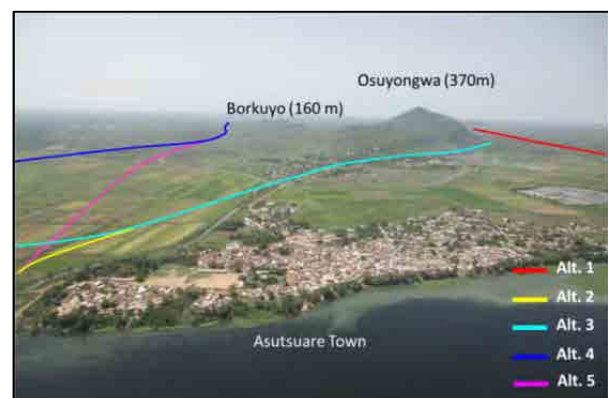 Osuyongwa (370m)
Borkuyo (160 m)
Alt. 1
Alt. 2
Alt. 3
Asutsuare Town
Alt. 4
Alt. 5